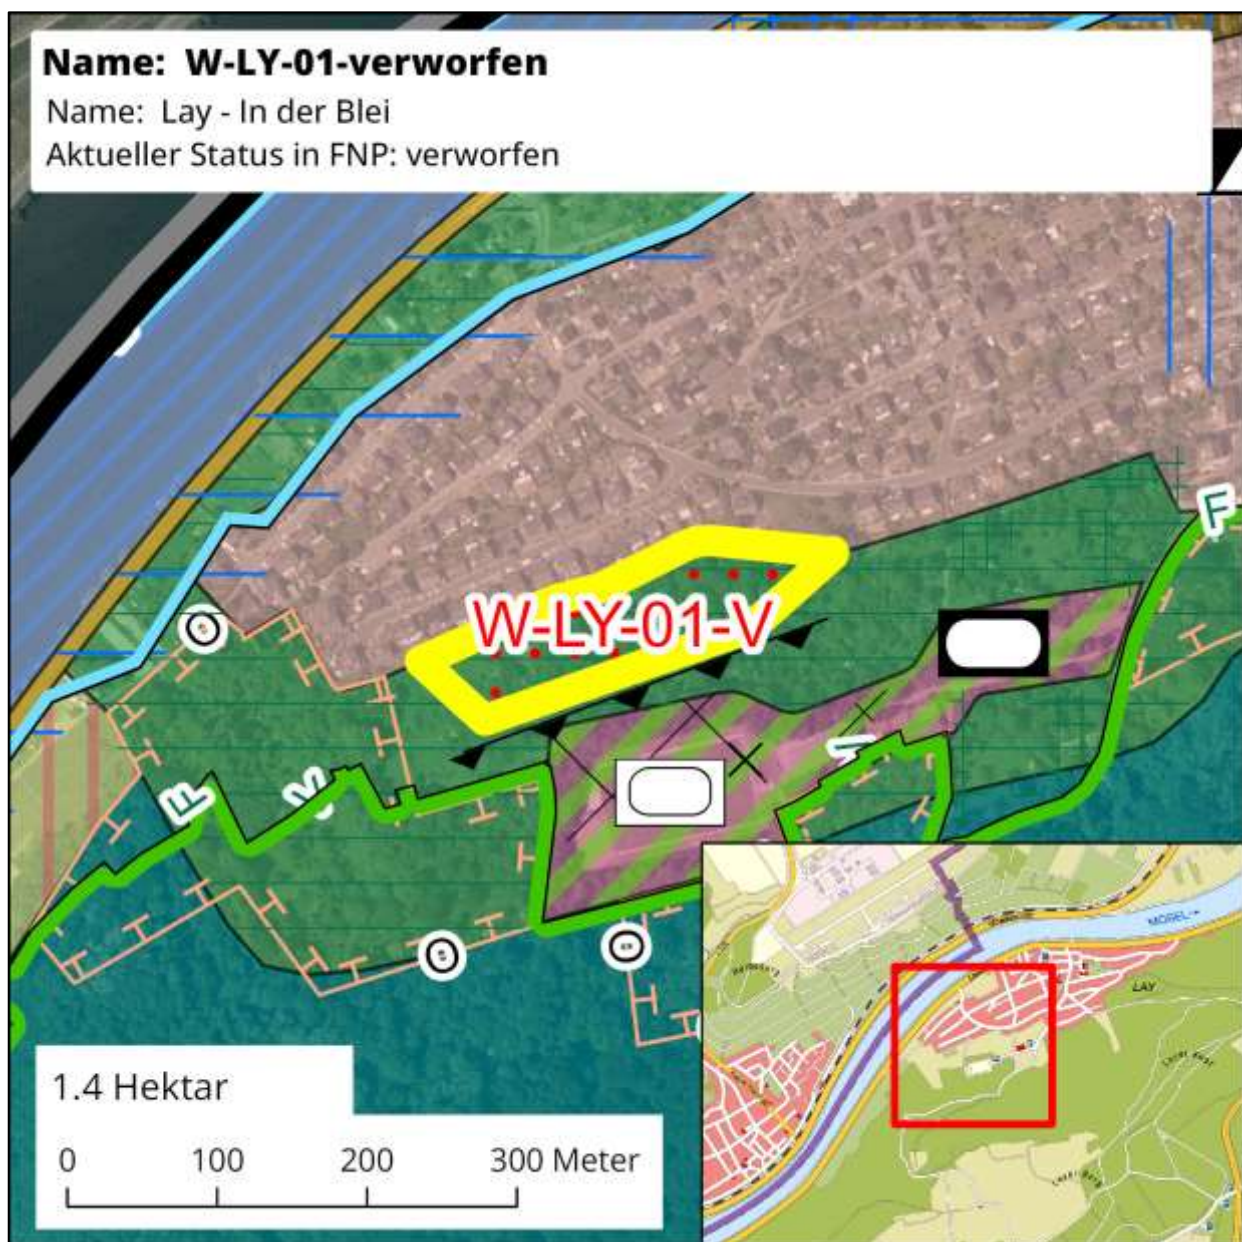 Name: W-LY-01-verworfen
Name: Lay - In der Blei
Aktueller Status in FNP: verworfen
F
W-LY-01-V
F
1.4 Hektar
0 100 200 300 Meter
MOSEL
LAY